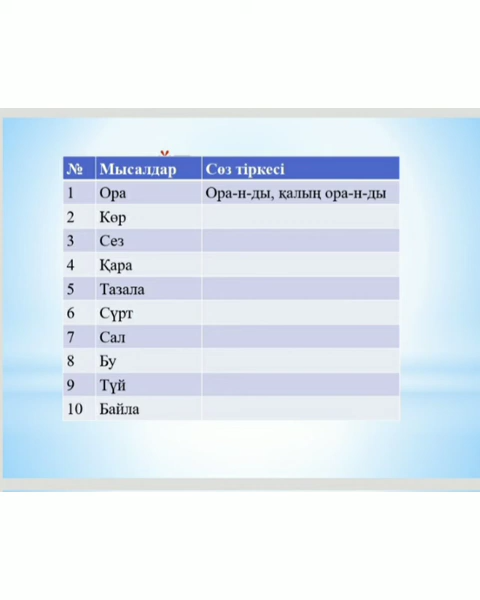 № Мысалдар Сөз тіркесі
1 Ора Ора-н-ды, қалың ора-н-ды
2 Көр
3 Сез
4 Қара
5 Тазала
6 Сүрт
7 Сал
8 Бу
9 Түй
10 Байла